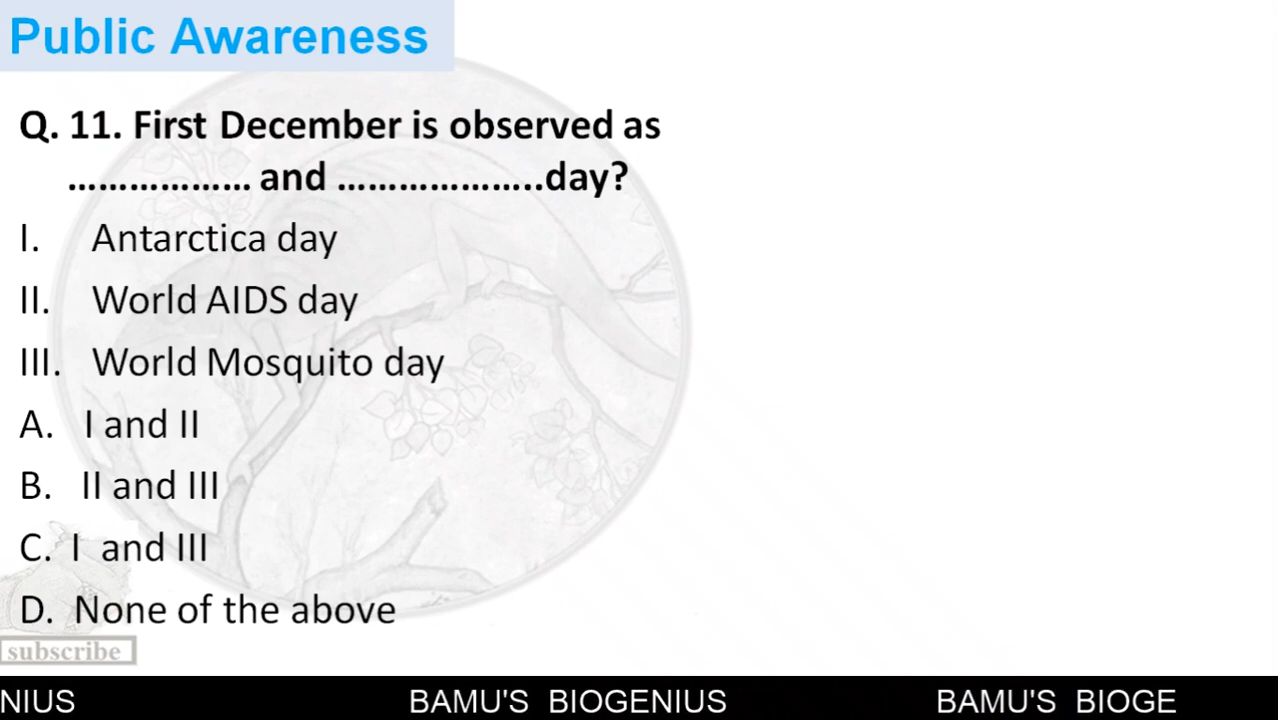 Public Awareness
Q. 11. First December is observed as
.................. and .....................day?
I. Antarctica day
II. World AIDS day
III. World Mosquito day
A. I and II
B. II and III
C. I and III
D. None of the above
subscribe
NIUS BAMU'S BIOGENIUS BAMU'S BIOGE